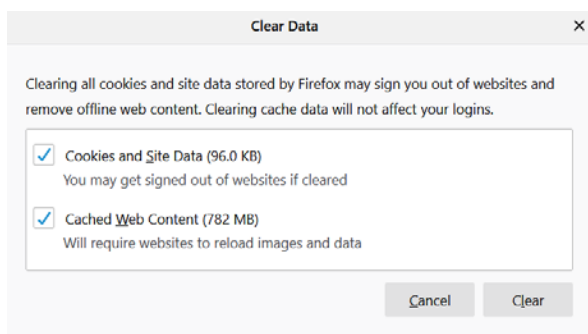 Clear Data
Clearing all cookies and site data stored by Firefox may sign you out of websites and
remove offline web content. Clearing cache data will not affect your logins.
Cookies and Site Data (96.0 KB)
You may get signed out of websites if cleared
Cached Web Content (782 MB)
Will require websites to reload images and data
Cancel
Clear